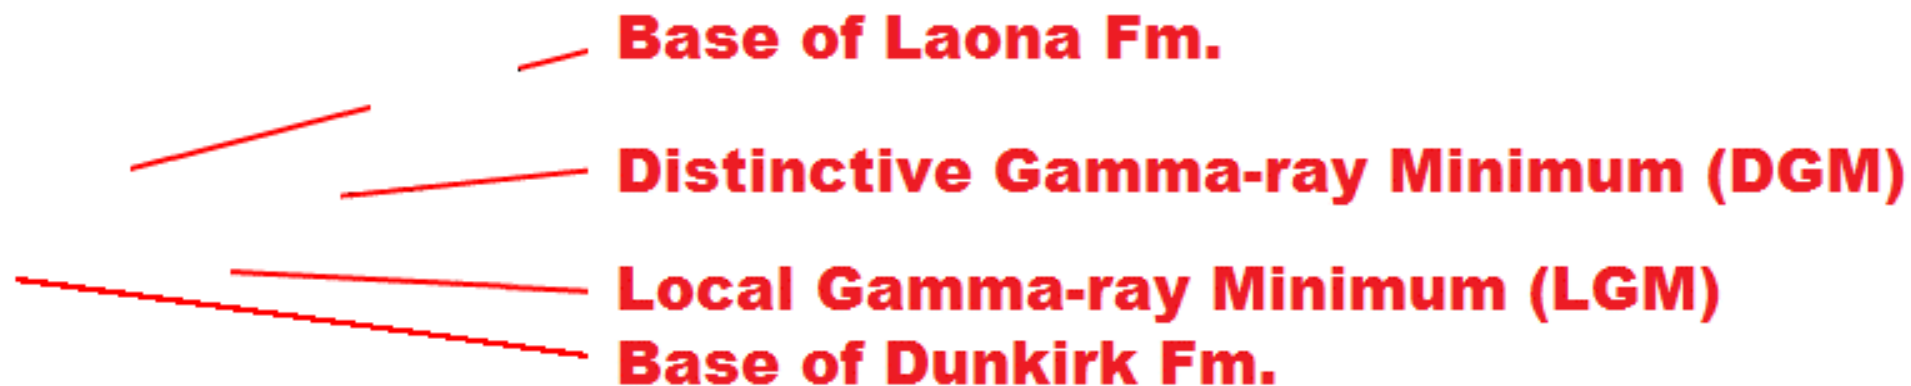 Base of Laona Fm.
Distinctive Gamma-ray Minimum (DGM)
Local Gamma-ray Minimum (LGM)
Base of Dunkirk Fm.